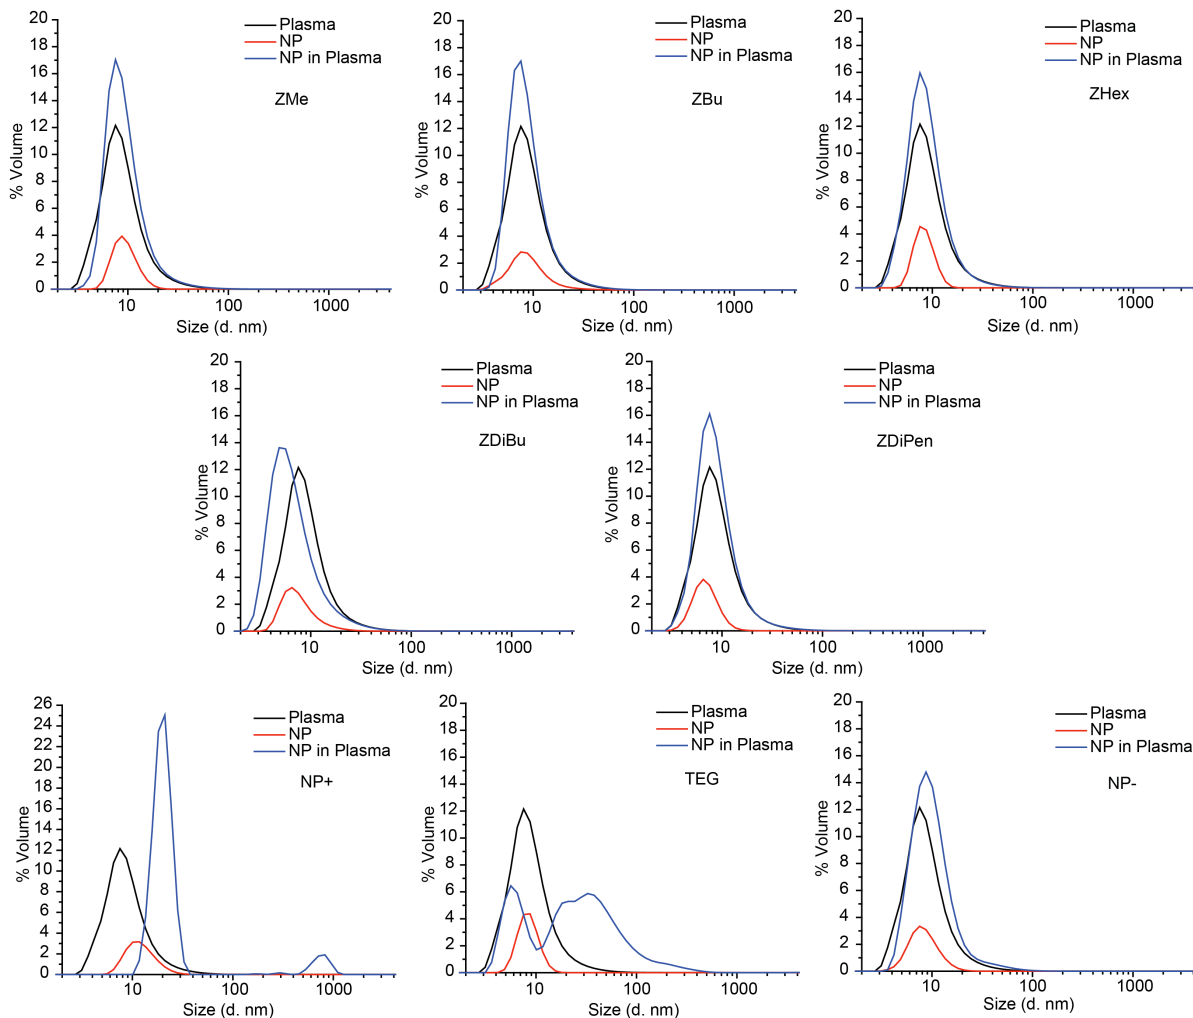 20
18
16
14
12
10
8
6
4
2
0
% Volume
Plasma
NP
NP in Plasma
ZMe
10
100
1000
Size (d. nm)
20
18
16
14
12
10
8
6
4
2
0
% Volume
Plasma
NP
NP in Plasma
ZBu
10
100
1000
Size (d. nm)
20
18
16
14
12
10
8
6
4
2
0
% Volume
Plasma
NP
NP in Plasma
ZHex
10
100
1000
Size (d. nm)
20
18
16
14
12
10
8
6
4
2
0
% Volume
Plasma
NP
NP in Plasma
ZDiBu
10
100
1000
Size (d. nm)
20
18
16
14
12
10
8
6
4
2
0
% Volume
Plasma
NP
NP in Plasma
ZDiPen
10
100
1000
Size (d. nm)
26
24
22
20
18
16
14
12
10
8
6
4
2
0
% Volume
Plasma
NP
NP in Plasma
NP+
10
100
1000
Size (d. nm)
20
18
16
14
12
10
8
6
4
2
0
% Volume
Plasma
NP
NP in Plasma
TEG
10
100
1000
Size (d. nm)
20
18
16
14
12
10
8
6
4
2
0
% Volume
Plasma
NP
NP in Plasma
NP-
10
100
1000
Size (d. nm)